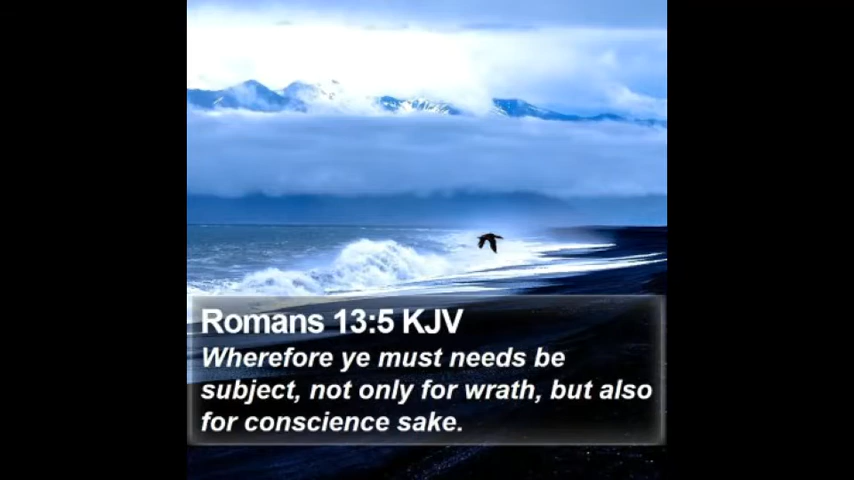 Romans 13:5 KJV
Wherefore ye must needs be
subject, not only for wrath, but also
for conscience sake.